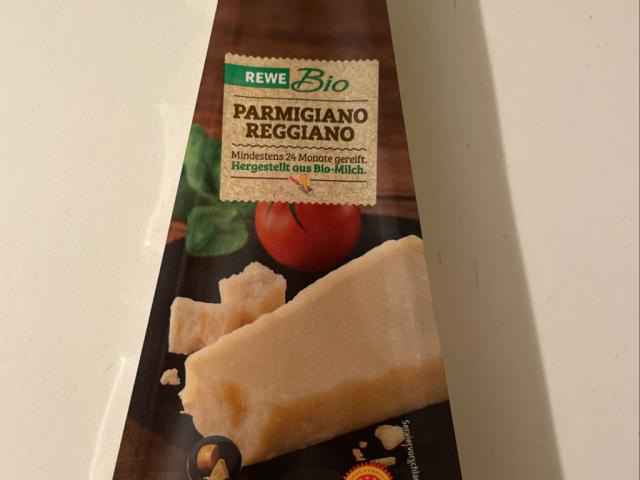 REWE Bio
PARMIGIANO
REGGIANO
Mindestens 24 Monate gereift.
Hergestellt aus Bio-Milch.